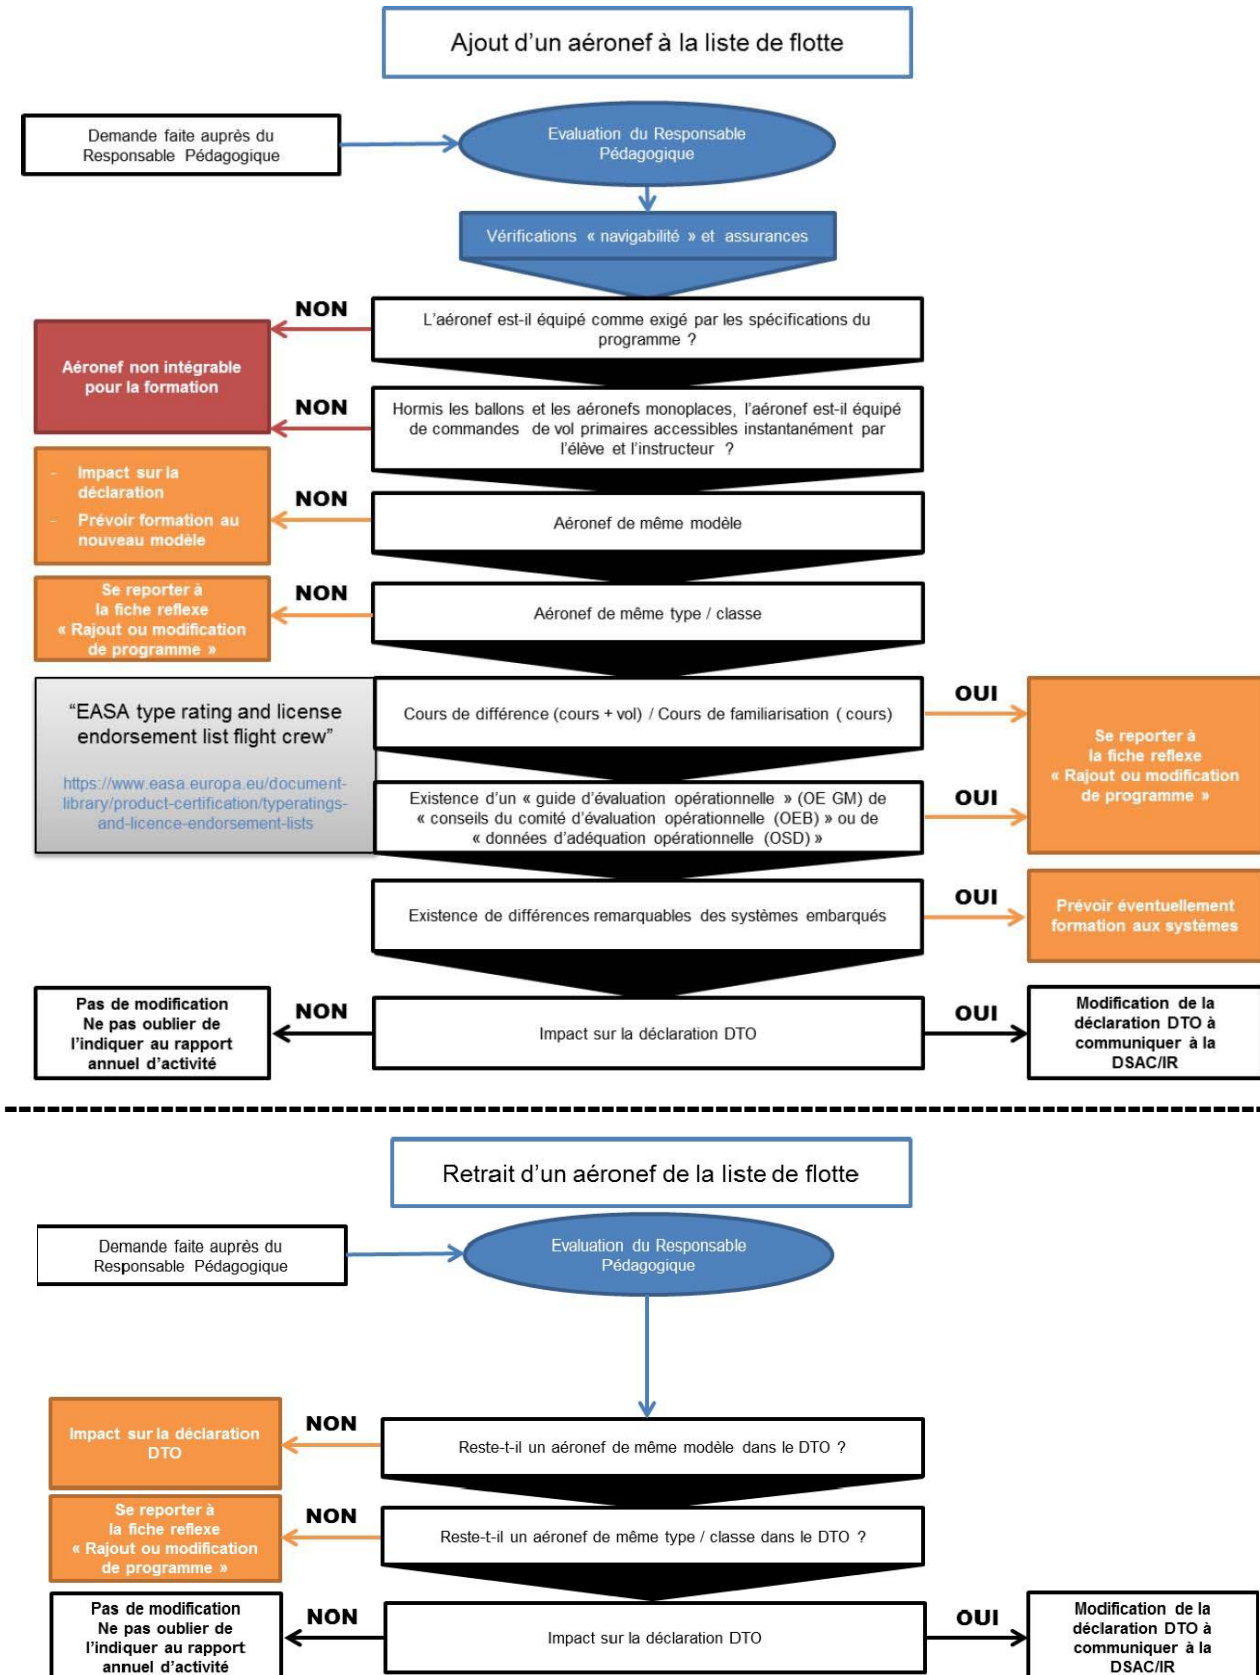 Ajout d’un aéronef à la liste de flotte
Demande faite auprès du
Responsable Pédagogique
Evaluation du Responsable
Pédagogique
Vérifications « navigabilité » et assurances
NON
L’aéronef est-il équipé comme exigé par les spécifications du
programme ?
Aéronef non intégrable
pour la formation
NON
Hormis les ballons et les aéronefs monoplaces, l’aéronef est-il équipé
de commandes de vol primaires accessibles instantanément par
l’élève et l’instructeur ?
- Impact sur la
déclaration
- Prévoir formation au
nouveau modèle
NON
Aéronef de même modèle
Se reporter à
la fiche reflexe
« Rajout ou modification
de programme »
NON
Aéronef de même type / classe
“EASA type rating and license
endorsement list flight crew”
https://www.easa.europa.eu/document-
library/product-certification/typeratings-
and-licence-endorsement-lists
Cours de différence (cours + vol) / Cours de familiarisation ( cours)
OUI
Se reporter à
la fiche reflexe
« Rajout ou modification
de programme »
Existence d’un « guide d’évaluation opérationnelle » (OE GM) de
« conseils du comité d’évaluation opérationnelle (OEB) » ou de
« données d’adéquation opérationnelle (OSD) »
OUI
Existence de différences remarquables des systèmes embarqués
OUI
Prévoir éventuellement
formation aux systèmes
Pas de modification
Ne pas oublier de
l’indiquer au rapport
annuel d’activité
NON
Impact sur la déclaration DTO
OUI
Modification de la
déclaration DTO à
communiquer à la
DSAC/IR
Retrait d’un aéronef de la liste de flotte
Demande faite auprès du
Responsable Pédagogique
Evaluation du Responsable
Pédagogique
Impact sur la déclaration
DTO
NON
Reste-t-il un aéronef de même modèle dans le DTO ?
Se reporter à
la fiche reflexe
« Rajout ou modification
de programme »
NON
Reste-t-il un aéronef de même type / classe dans le DTO ?
Pas de modification
Ne pas oublier de
l’indiquer au rapport
annuel d’activité
NON
Impact sur la déclaration DTO
OUI
Modification de la
déclaration DTO à
communiquer à la
DSAC/IR